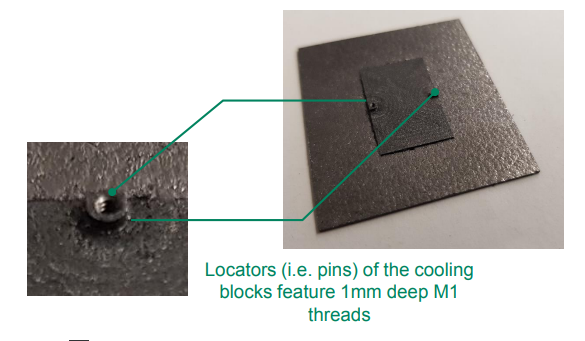 Locators (i.e. pins) of the cooling
blocks feature 1mm deep M1
threads